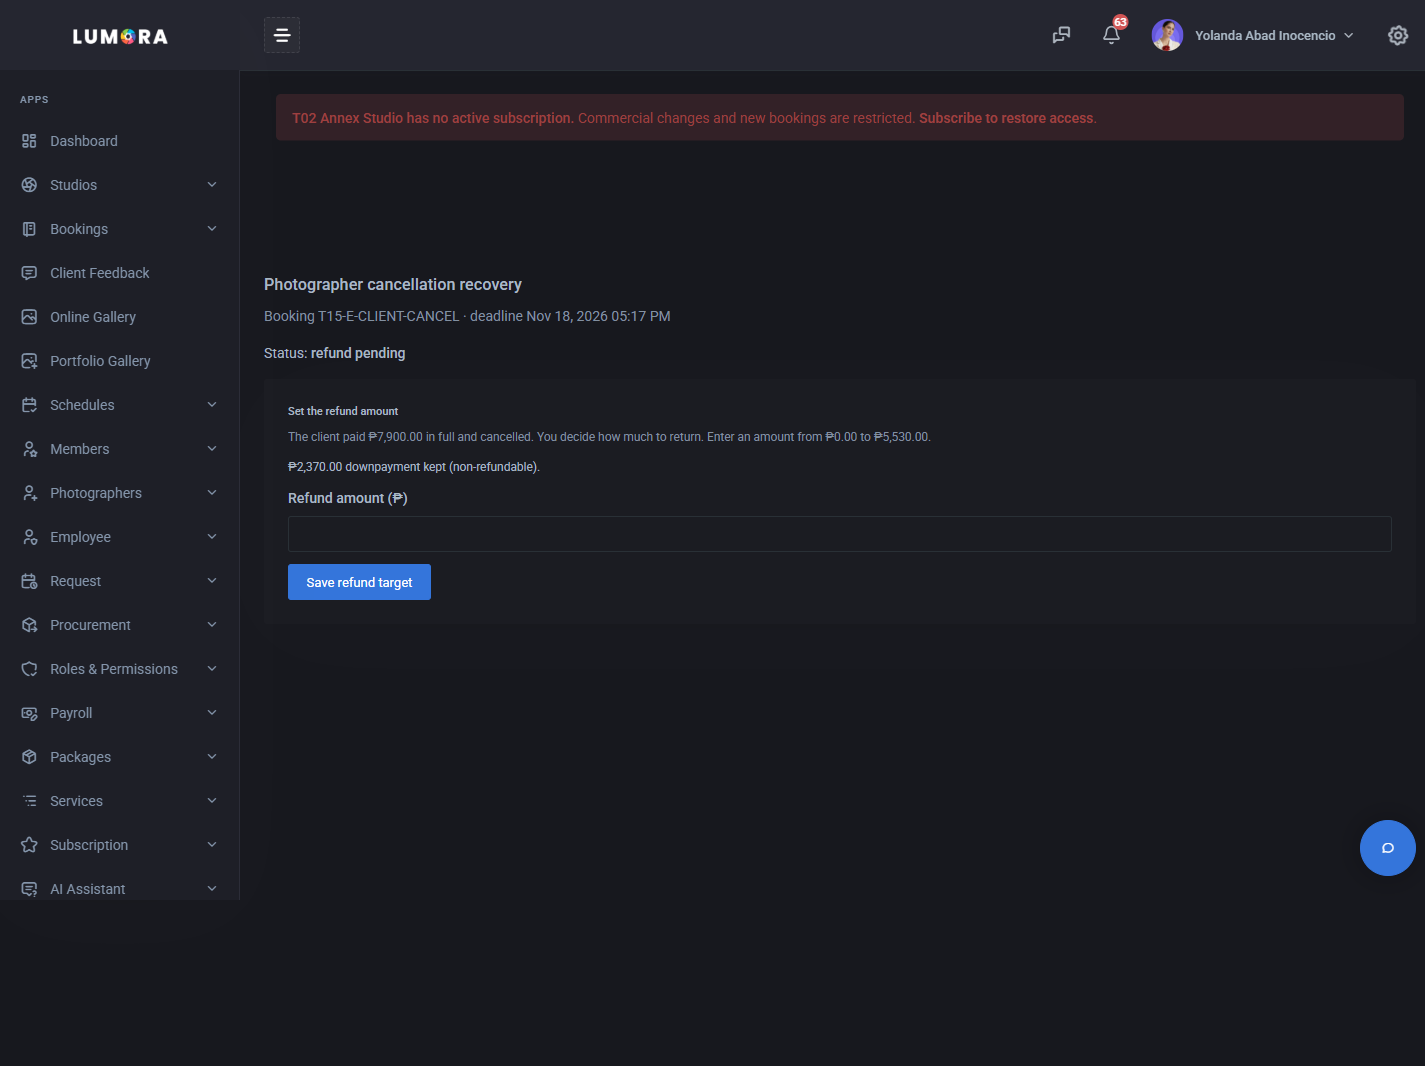 LUMORA
63
Yolanda Abad Inocencio
APPS
Dashboard
Studios
Bookings
Client Feedback
Online Gallery
Portfolio Gallery
Schedules
Members
Photographers
Employee
Request
Procurement
Roles & Permissions
Payroll
Packages
Services
Subscription
AI Assistant
T02 Annex Studio has no active subscription. Commercial changes and new bookings are restricted. Subscribe to restore access.
Photographer cancellation recovery
Booking T15-E-CLIENT-CANCEL · deadline Nov 18, 2026 05:17 PM
Status: refund pending
Set the refund amount
The client paid ₱7,900.00 in full and cancelled. You decide how much to return. Enter an amount from ₱0.00 to ₱5,530.00.
₱2,370.00 downpayment kept (non-refundable).
Refund amount (₱)
Save refund target